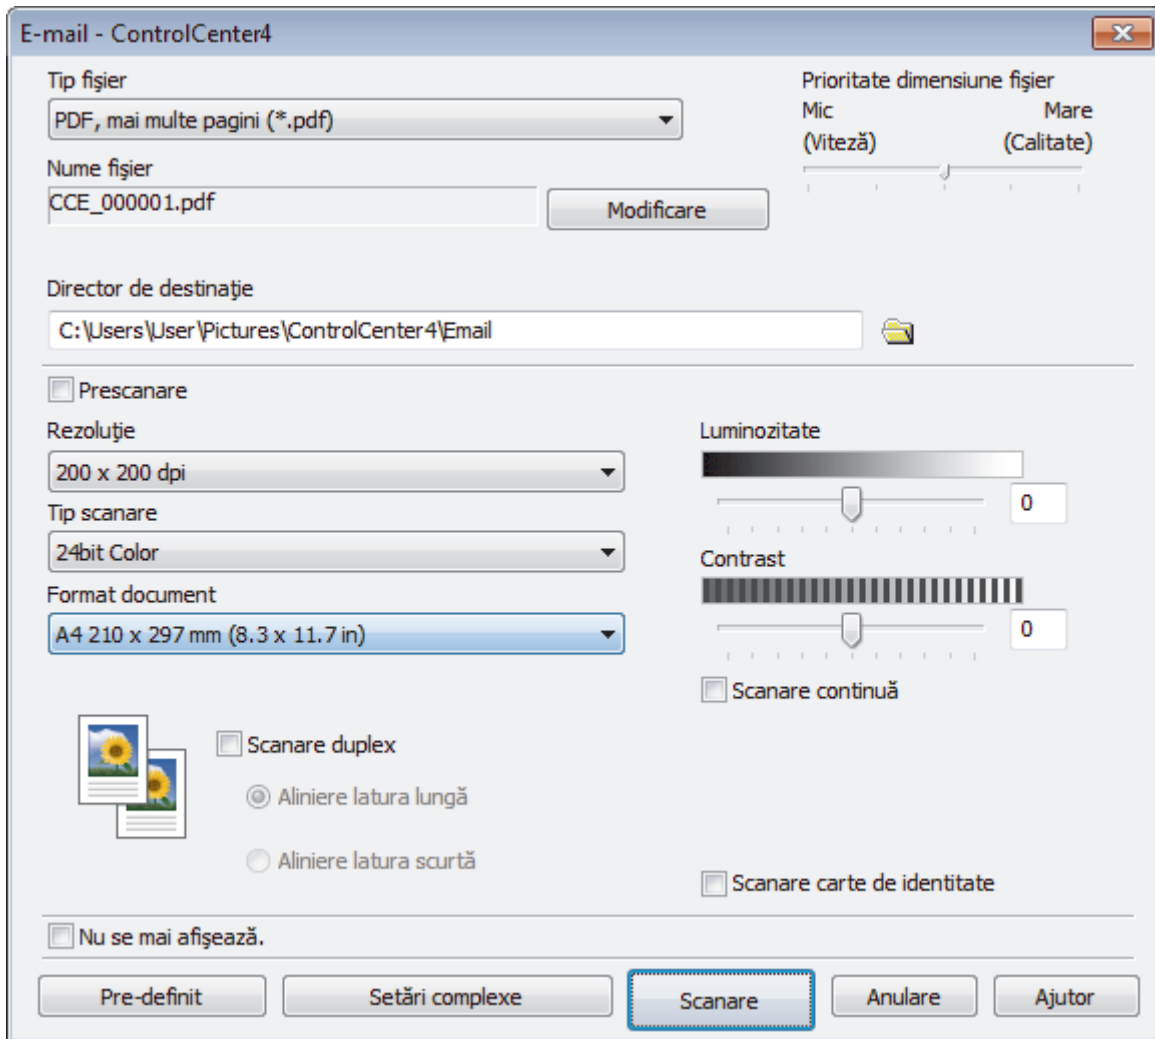 E-mail - ControlCenter4
Tip fişier
PDF, mai multe pagini (*.pdf)
Prioritate dimensiune fişier
Mic Mare
(Viteză) (Calitate)
Nume fişier
CCE_000001.pdf
Modificare
Director de destinaţie
C:\Users\User\Pictures\ControlCenter4\Email
Prescanare
Rezoluţie
200 x 200 dpi
Tip scanare
24bit Color
Format document
A4 210 x 297 mm (8.3 x 11.7 in)
Luminozitate
0
Contrast
0
Scanare continuă
Scanare duplex
Aliniere latura lungă
Aliniere latura scurtă
Scanare carte de identitate
Nu se mai afişează.
Pre-definit Setări complexe Scanare Anulare Ajutor